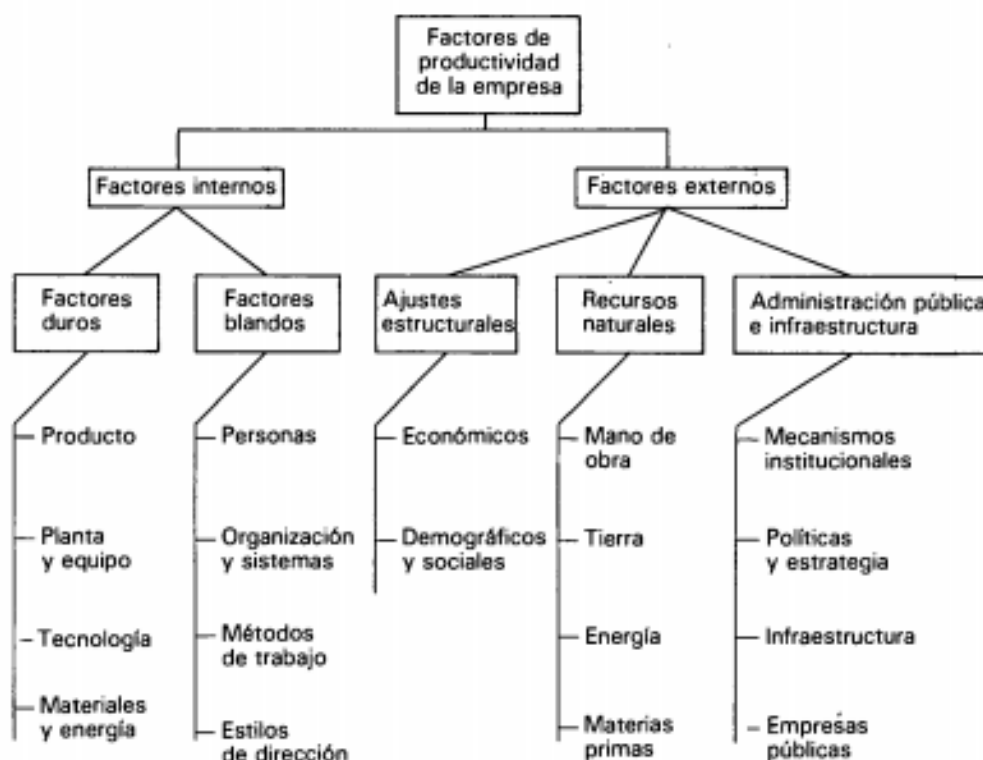 Factores de
productividad
de la empresa
Factores internos
Factores externos
Factores
duros
Factores
blandos
Ajustes
estructurales
Recursos
naturales
Administración pública
e infraestructura
Producto
Planta
y equipo
Tecnología
Materiales
y energía
Personas
Organización
y sistemas
Métodos
de trabajo
Estilos
de dirección
Económicos
Demográficos
y sociales
Mano de
obra
Tierra
Energía
Materias
primas
Mecanismos
institucionales
Políticas
y estrategia
Infraestructura
Empresas
públicas